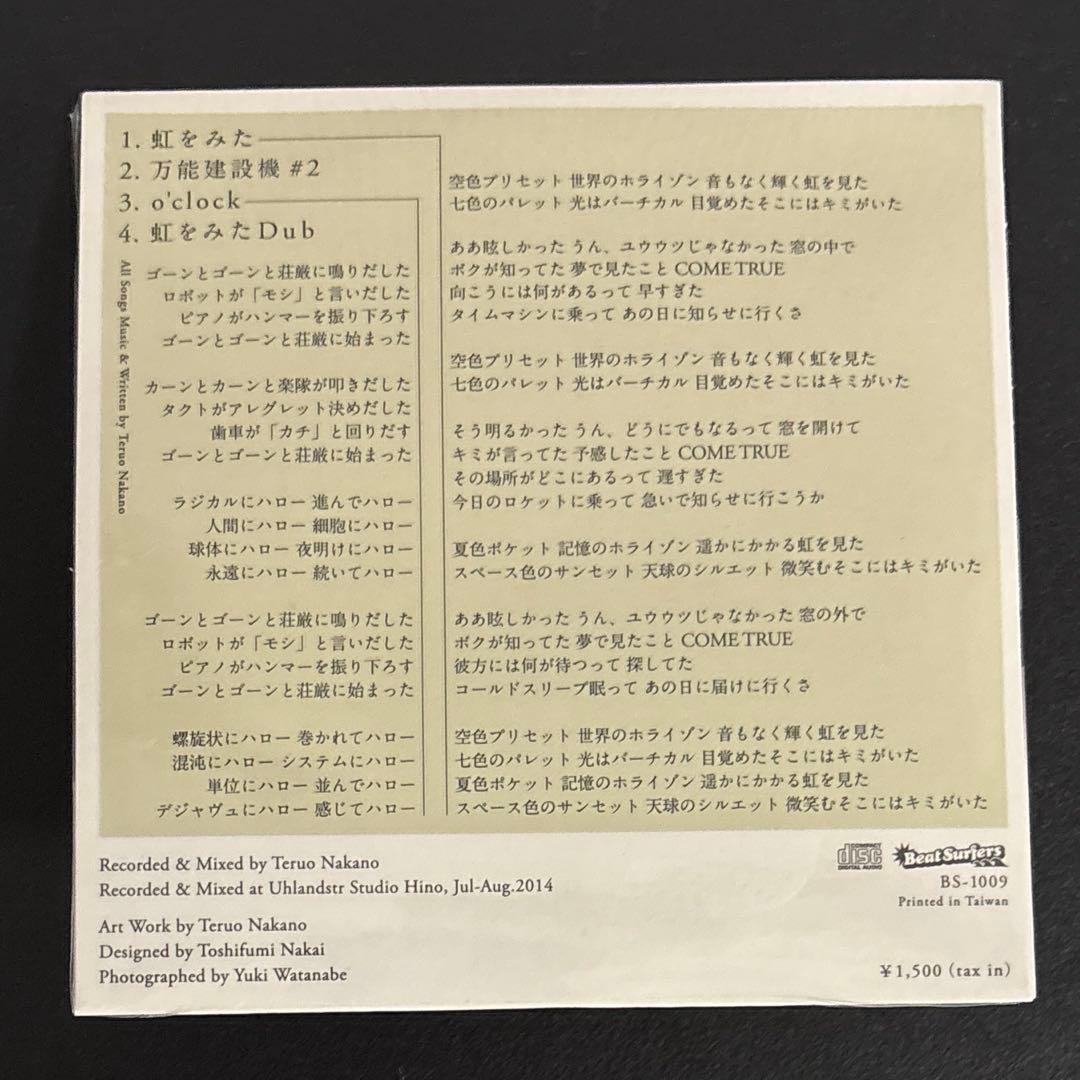 1. 虹をみた
2. 万能建設機 #2
3. o'clock
4. 虹をみたDub
All Songs Music & Written by Teruo Nakano
ゴーンとゴーンと荘厳に鳴りだした
ロボットが「モシ」と言いだした
ピアノがハンマーを振り下ろす
ゴーンとゴーンと荘厳に始まった
カーンとカーンと楽隊が叩きだした
タクトがアレグレット決めだした
歯車が「カチ」と回りだす
ゴーンとゴーンと荘厳に始まった
ラジカルにハロー 進んでハロー
人間にハロー 細胞にハロー
球体にハロー 夜明けにハロー
永遠にハロー 続いてハロー
ゴーンとゴーンと荘厳に鳴りだした
ロボットが「モシ」と言いだした
ピアノがハンマーを振り下ろす
ゴーンとゴーンと荘厳に始まった
螺旋状にハロー 巻かれてハロー
混沌にハロー システムにハロー
単位にハロー 並んでハロー
デジャヴュにハロー 感じてハロー
空色プリセット 世界のホライゾン 音もなく輝く虹を見た
七色のパレット 光はバーチカル 目覚めたそこにはキミがいた
ああ眩しかった うん、ユウウツじゃなかった 窓の中で
ボクが知ってた 夢で見たこと COME TRUE
向こうには何があるって 早すぎた
タイムマシンに乗って あの日に知らせに行くさ
空色プリセット 世界のホライゾン 音もなく輝く虹を見た
七色のパレット 光はバーチカル 目覚めたそこにはキミがいた
そう明るかった うん、どうにでもなるって 窓を開けて
キミが言ってた 予感したこと COME TRUE
その場所がどこにあるって 遅すぎた
今日のロケットに乗って 急いで知らせに行こうか
夏色ポケット 記憶のホライゾン 遥かにかかる虹を見た
スペース色のサンセット 天球のシルエット 微笑むそこにはキミがいた
ああ眩しかった うん、ユウウツじゃなかった 窓の外で
ボクが知ってた 夢で見たこと COME TRUE
彼方には何が待つって 探してた
コールドスリープ眠って あの日に届けに行くさ
空色プリセット 世界のホライゾン 音もなく輝く虹を見た
七色のパレット 光はバーチカル 目覚めたそこにはキミがいた
夏色ポケット 記憶のホライゾン 遥かにかかる虹を見た
スペース色のサンセット 天球のシルエット 微笑むそこにはキミがいた
Recorded & Mixed by Teruo Nakano
Recorded & Mixed at Uhlandstr Studio Hino, Jul-Aug.2014
Art Work by Teruo Nakano
Designed by Toshifumi Nakai
Photographed by Yuki Watanabe
COMPACT disc DIGITAL AUDIO
Beat Surfers
BS-1009
Printed in Taiwan
¥1,500 (tax in)